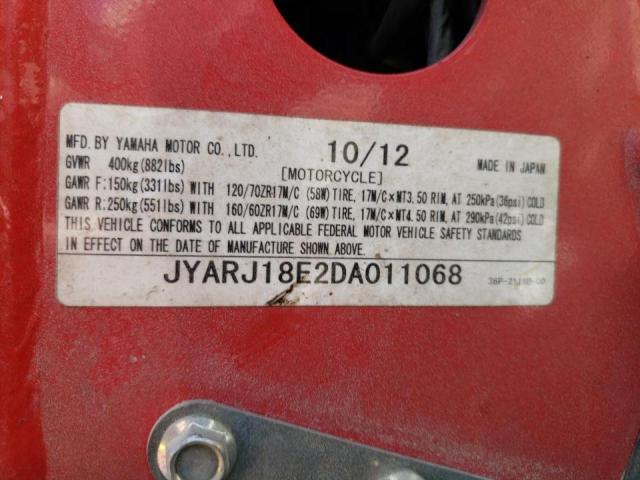 MFD. BY YAMAHA MOTOR CO., LTD. 10/12
GVWR 400kg(882lbs) [MOTORCYCLE] MADE IN JAPAN
GAWR F:150kg(331lbs) WITH 120/70ZR17M/C (58W) TIRE, 17M/C×MT3.50 RIM, AT 250kPa(36psi) COLD
GAWR R:250kg(551lbs) WITH 160/60ZR17M/C (69W) TIRE, 17M/C×MT4.50 RIM, AT 290kPa(42psi) COLD
THIS VEHICLE CONFORMS TO ALL APPLICABLE FEDERAL MOTOR VEHICLE SAFETY STANDARDS
IN EFFECT ON THE DATE OF MANUFACTURE SHOWN ABOVE.
JYARJ18E2DA011068